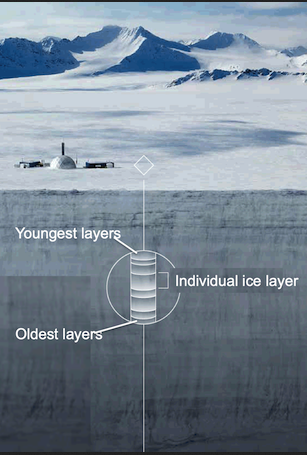 Youngest layers
Individual ice layer
Oldest layers